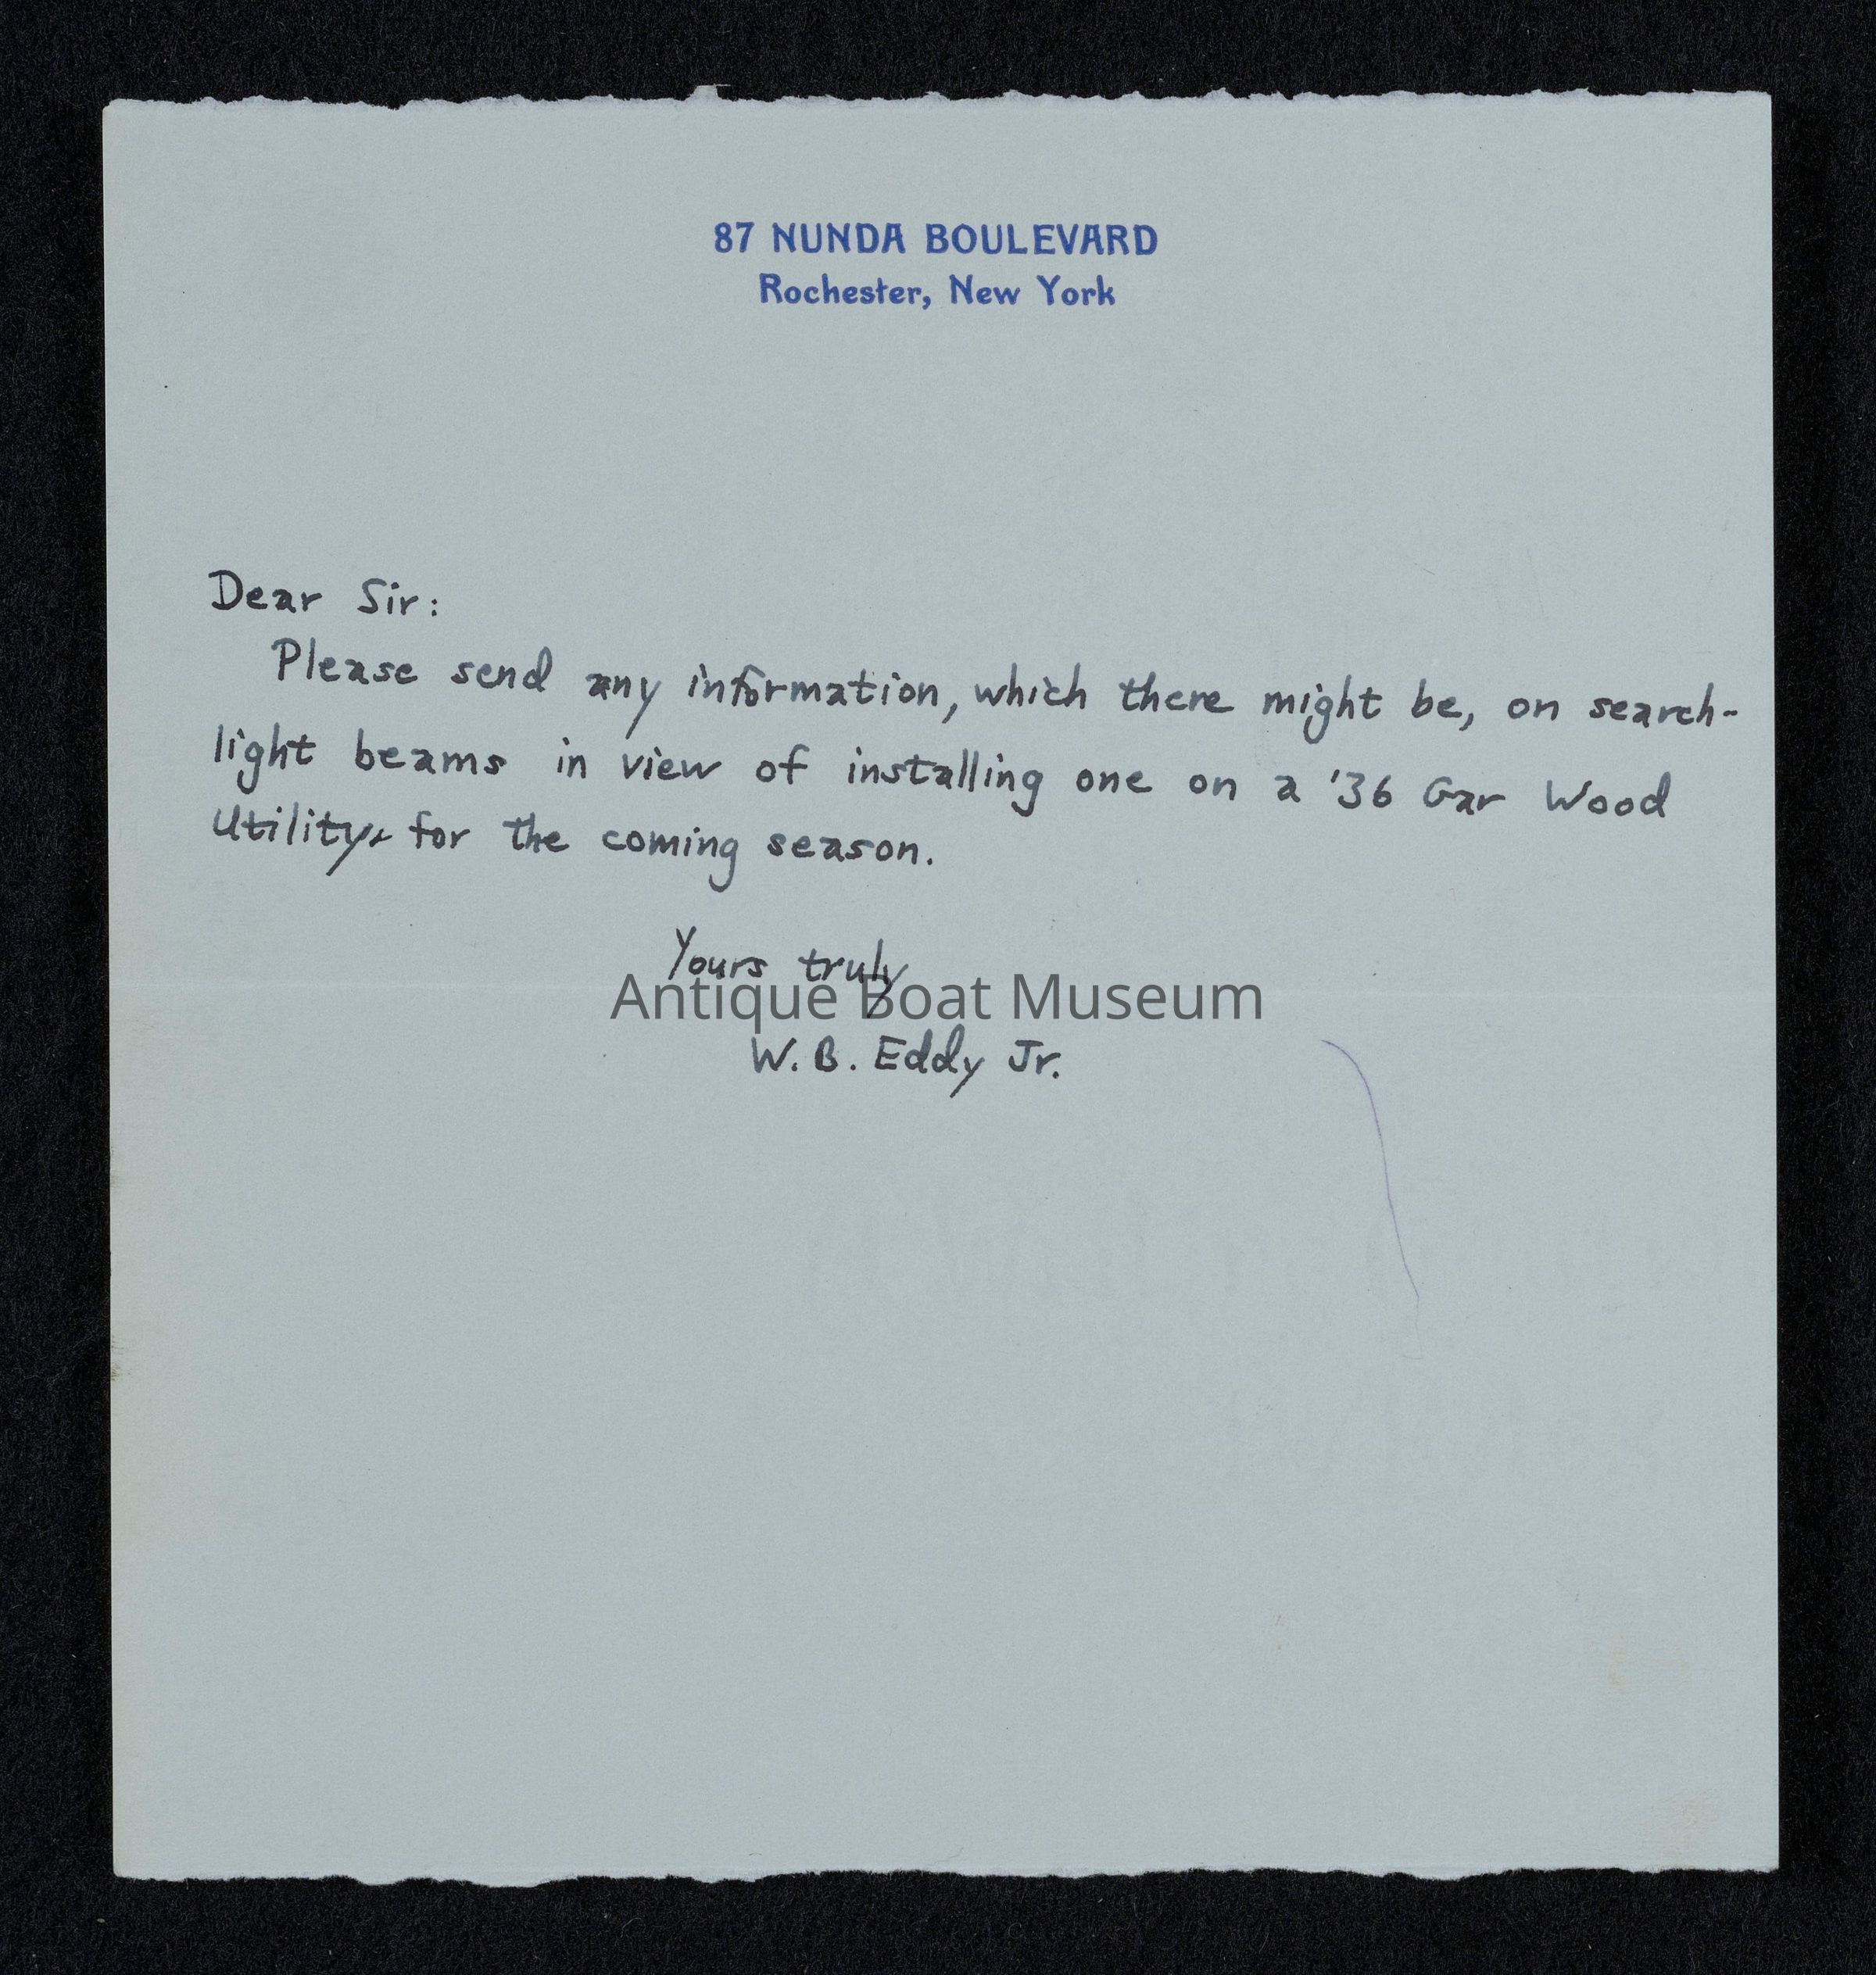 87 NUNDA BOULEVARD
Rochester, New York
Dear Sir:
Please send any information, which there might be, on search-
light beams in view of installing one on a '36 Gar Wood
Utility, for the coming season.
Yours truly
Antique Boat Museum
W. B. Eddy Jr.